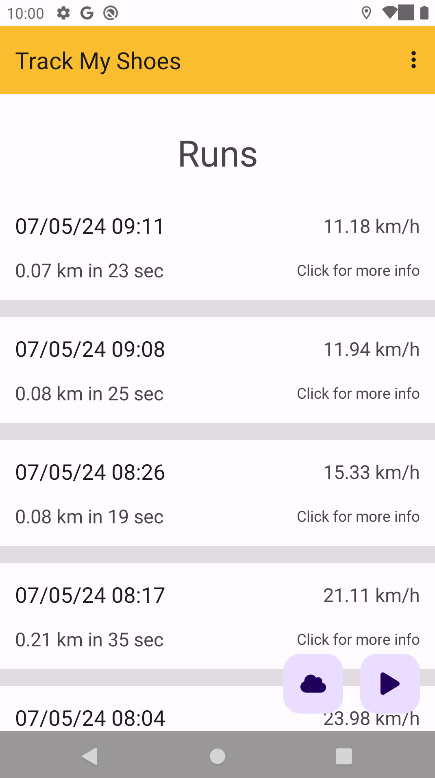 10:00
Track My Shoes
Runs
07/05/24 09:11 11.18 km/h
0.07 km in 23 sec Click for more info
07/05/24 09:08 11.94 km/h
0.08 km in 25 sec Click for more info
07/05/24 08:26 15.33 km/h
0.08 km in 19 sec Click for more info
07/05/24 08:17 21.11 km/h
0.21 km in 35 sec Click for more info
07/05/24 08:04 23.98 km/h